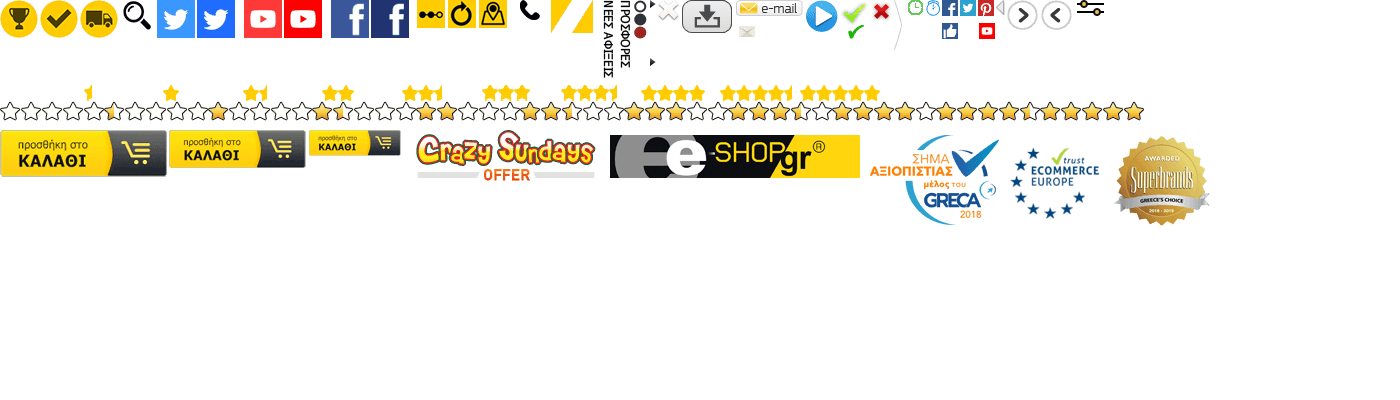 ΝΕΕΣ ΑΦΙΞΕΙΣ
ΠΡΟΣΦΟΡΕΣ
e-mail
προσθήκη στο
ΚΑΛΑΘΙ
προσθήκη στο
ΚΑΛΑΘΙ
προσθήκη στο
ΚΑΛΑΘΙ
Crazy Sundays
OFFER
e
e-SHOP.gr®
ΣΗΜΑ
ΑΞΙΟΠΙΣΤΙΑΣ
μέλος του
GRECA
2018
trust
ECOMMERCE
EUROPE
AWARDED
Superbrands
GREECE'S CHOICE
2018 - 2019